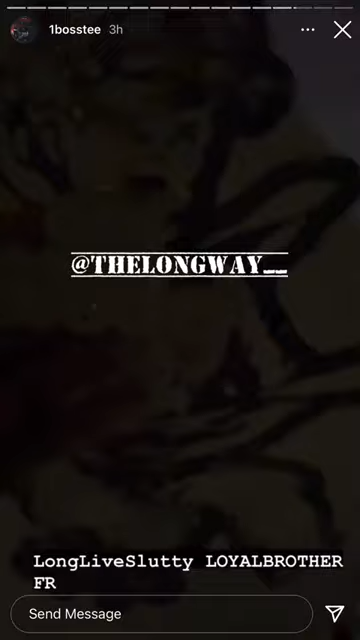 1bosstee 3h
@THELONGWAY__
LongLiveSlutty LOYALBROTHER
FR
Send Message